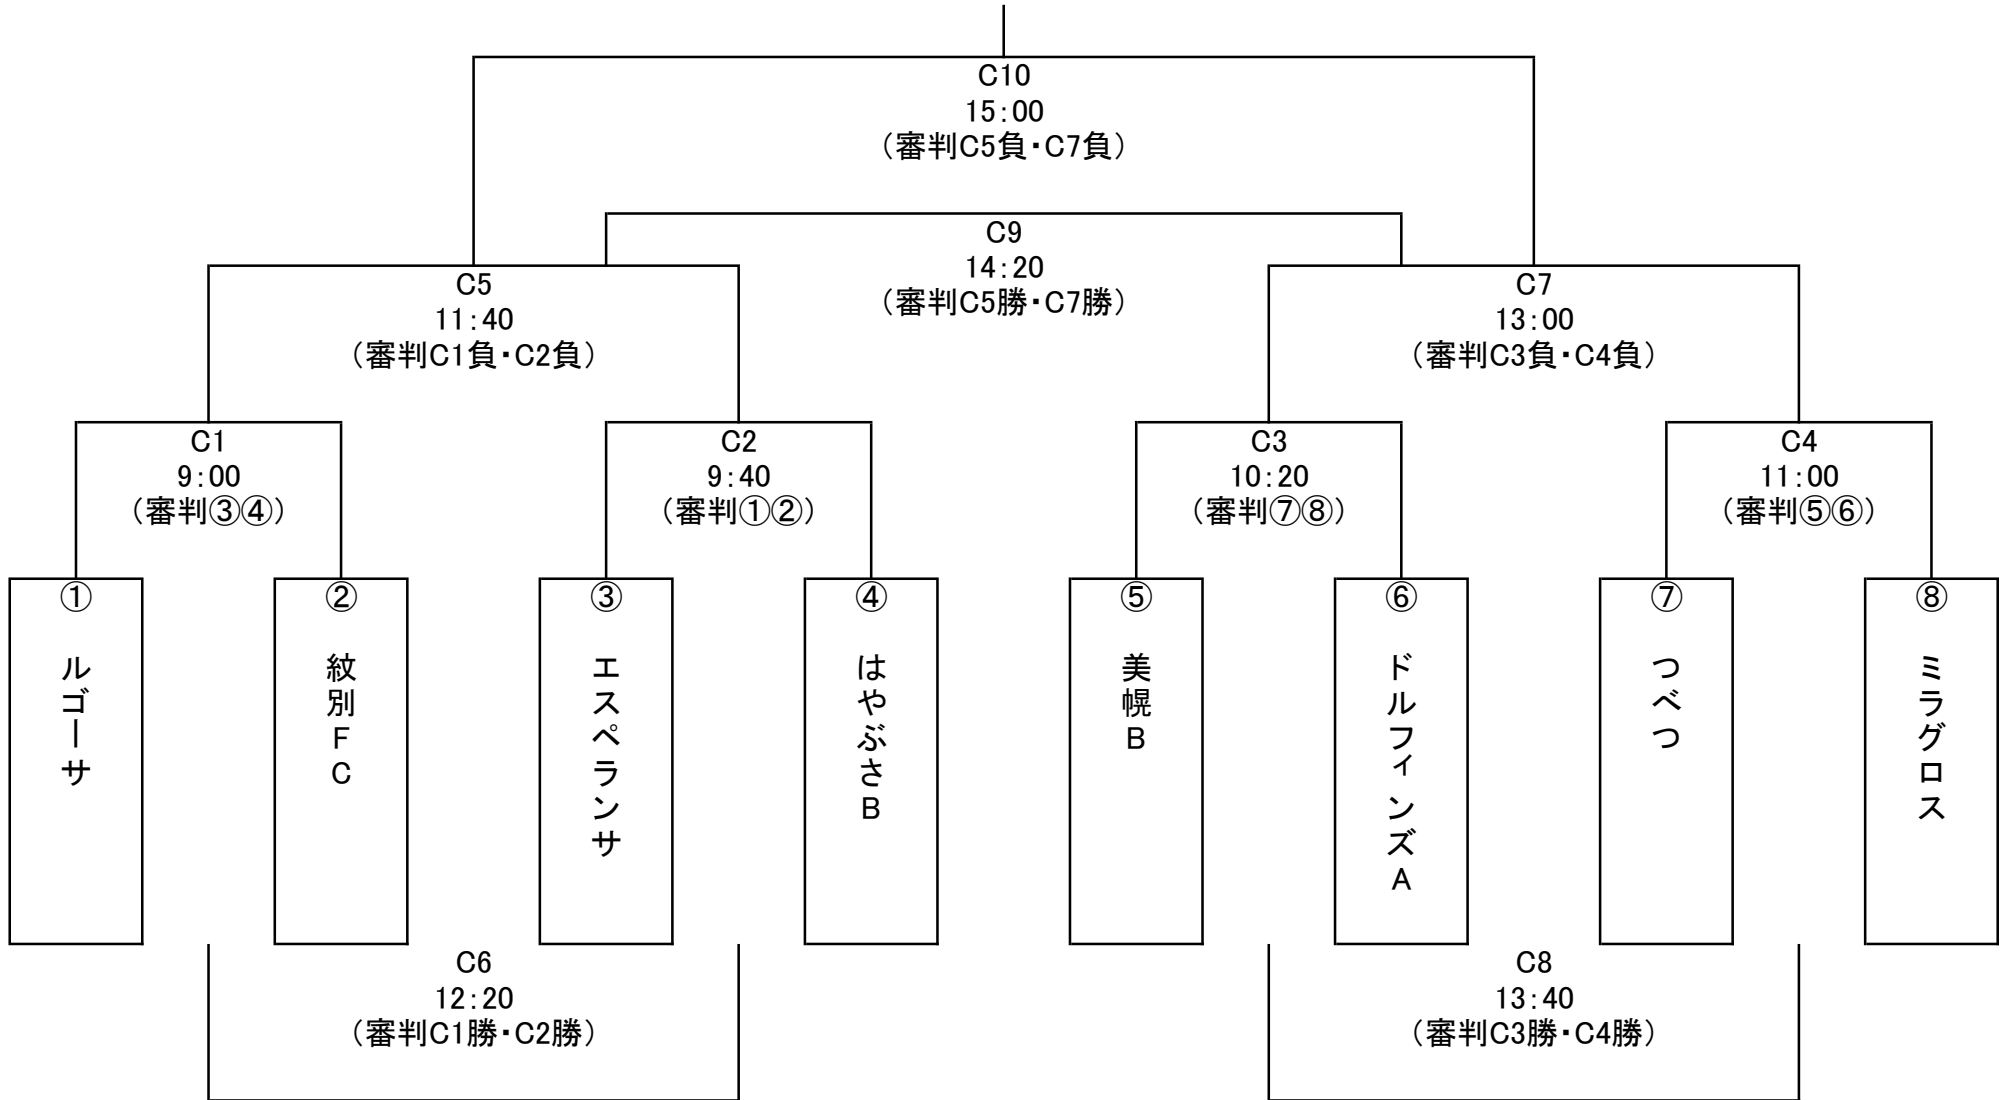 C10
15:00
（審判C5負・C7負）
C9
14:20
（審判C5勝・C7勝）
C5
11:40
（審判C1負・C2負）
C7
13:00
（審判C3負・C4負）
C1
9:00
（審判③④）
C2
9:40
（審判①②）
C3
10:20
（審判⑦⑧）
C4
11:00
（審判⑤⑥）
①
ルゴーサ
②
紋別FC
③
エスペランサ
④
はやぶさB
⑤
美幌B
⑥
ドルフィンズA
⑦
つべつ
⑧
ミラグロス
C6
12:20
（審判C1勝・C2勝）
C8
13:40
（審判C3勝・C4勝）